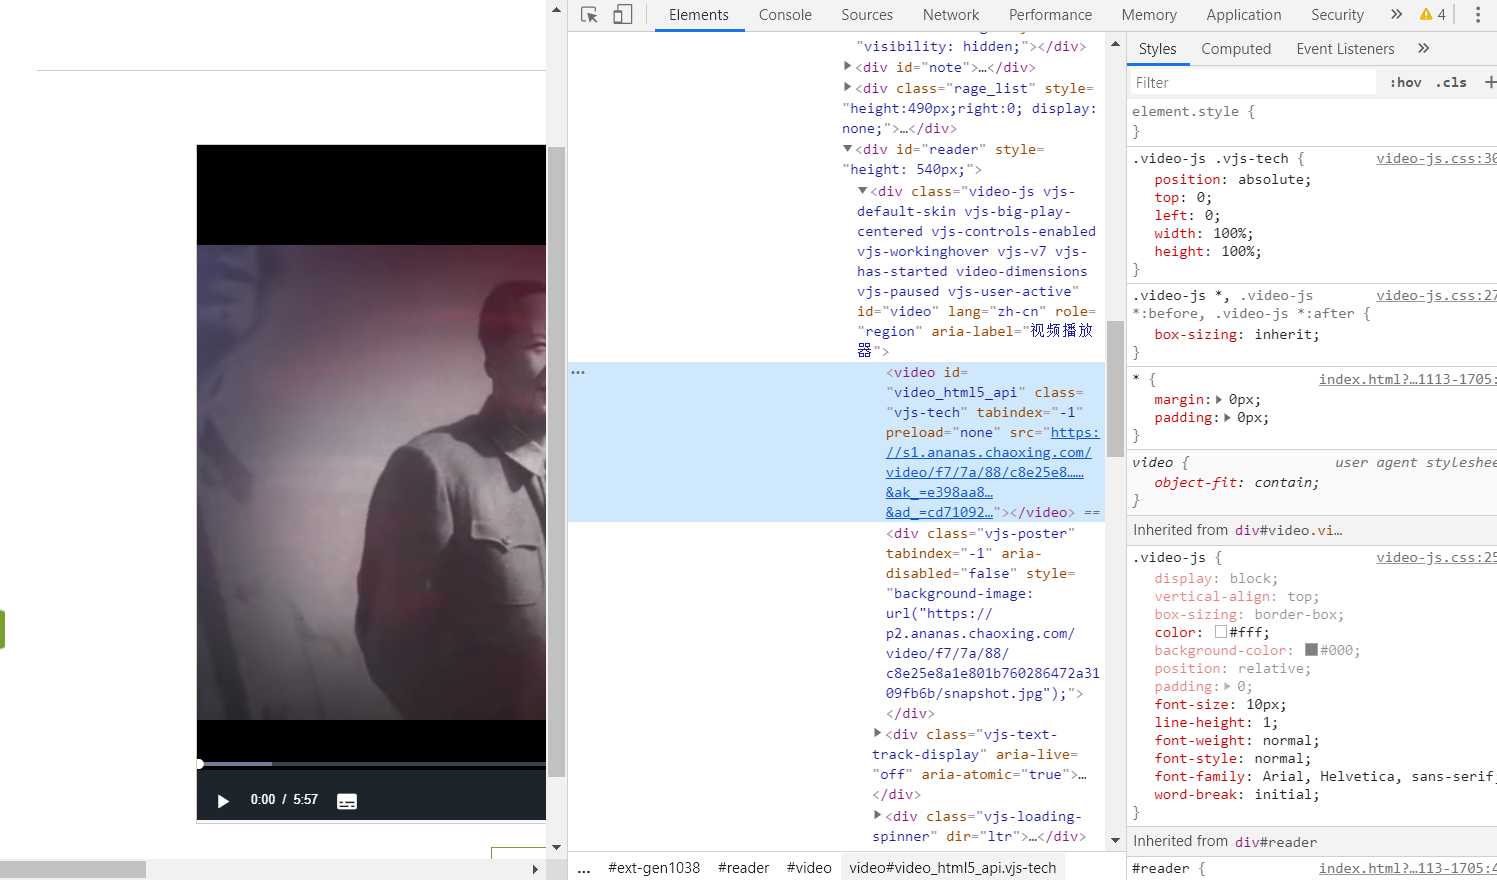 Elements Console Sources Network Performance Memory Application Security 4
"visibility: hidden;"></div>
<div id="note">…</div>
<div class="rage_list" style=
"height:490px;right:0; display:
none;">…</div>
<div id="reader" style=
"height: 540px;">
<div class="video-js vjs-
default-skin vjs-big-play-
centered vjs-controls-enabled
vjs-workinghover vjs-v7 vjs-
has-started video-dimensions
vjs-paused vjs-user-active"
id="video" lang="zh-cn" role=
"region" aria-label="视频播放
器">
<video id=
"video_html5_api" class=
"vjs-tech" tabindex="-1"
preload="none" src="https:
//s1.ananas.chaoxing.com/
video/f7/7a/88/c8e25e8……
&ak_=e398aa8…
&ad_=cd71092…"></video> ==
<div class="vjs-poster"
tabindex="-1" aria-
disabled="false" style=
"background-image:
url("https://
p2.ananas.chaoxing.com/
video/f7/7a/88/
c8e25e8a1e801b760286472a31
09fb6b/snapshot.jpg");">
</div>
<div class="vjs-text-
track-display" aria-live=
"off" aria-atomic="true">…
</div>
<div class="vjs-loading-
spinner" dir="ltr">…</div>
... #ext-gen1038 #reader #video video#video_html5_api.vjs-tech
Styles Computed Event Listeners
Filter :hov .cls +
element.style {
}
.video-js .vjs-tech { video-js.css:30
position: absolute;
top: 0;
left: 0;
width: 100%;
height: 100%;
}
.video-js *, .video-js video-js.css:27
*:before, .video-js *:after {
box-sizing: inherit;
}
* { index.html?…1113-1705:
margin: 0px;
padding: 0px;
}
video { user agent styleshee
object-fit: contain;
}
Inherited from div#video.vi…
.video-js { video-js.css:25
display: block;
vertical-align: top;
box-sizing: border-box;
color: #fff;
background-color: #000;
position: relative;
padding: 0;
font-size: 10px;
line-height: 1;
font-weight: normal;
font-style: normal;
font-family: Arial, Helvetica, sans-serif
word-break: initial;
}
Inherited from div#reader
#reader { index.html?…113-1705:4
0:00 / 5:57